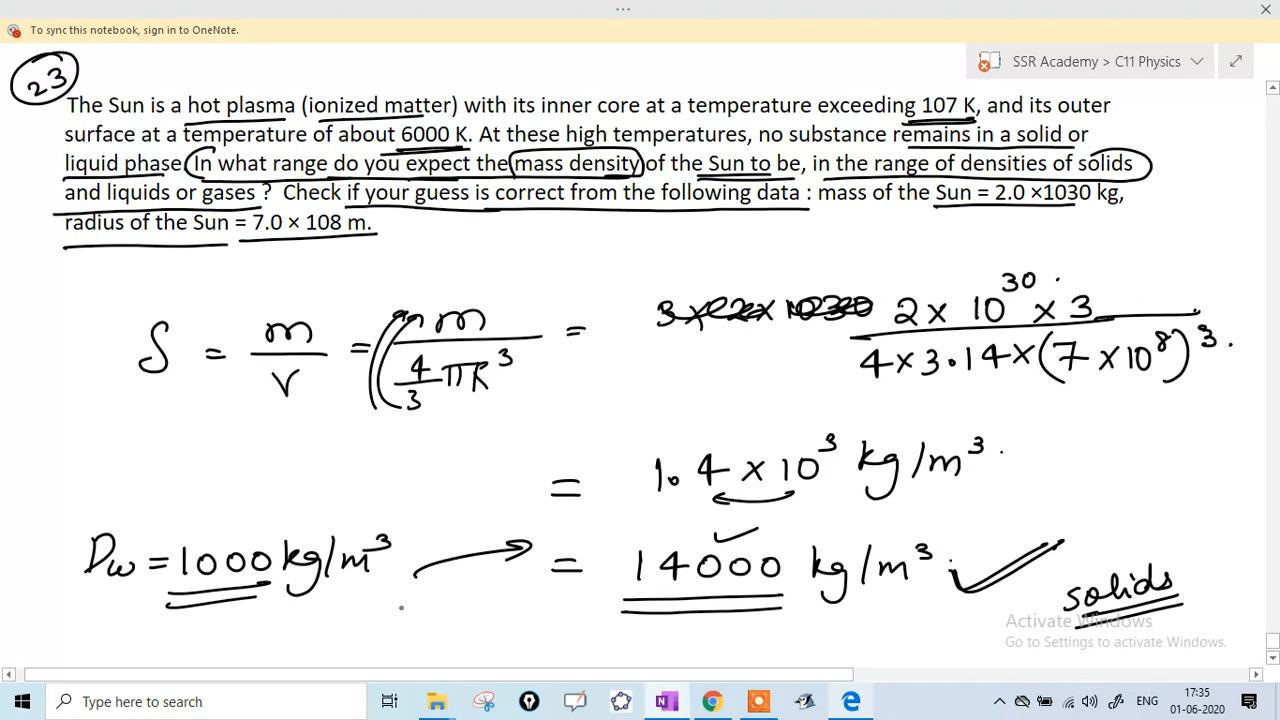 To sync this notebook, sign in to OneNote.
SSR Academy > C11 Physics
23
The Sun is a hot plasma (ionized matter) with its inner core at a temperature exceeding 107 K, and its outer
surface at a temperature of about 6000 K. At these high temperatures, no substance remains in a solid or
liquid phase. In what range do you expect the mass density of the Sun to be, in the range of densities of solids
and liquids or gases ? Check if your guess is correct from the following data : mass of the Sun = 2.0 ×1030 kg,
radius of the Sun = 7.0 × 108 m.
S = m/v = m/(4/3 πR³) = 2 x 10³⁰ x 3 / 4 x 3.14 x (7 x 10⁸)³.
= 1.4 x 10³ kg/m³.
Dw = 1000 kg/m³ → = 14000 kg/m³. solids
Activate Windows
Go to Settings to activate Windows.
Type here to search
ENG
17:35
01-06-2020